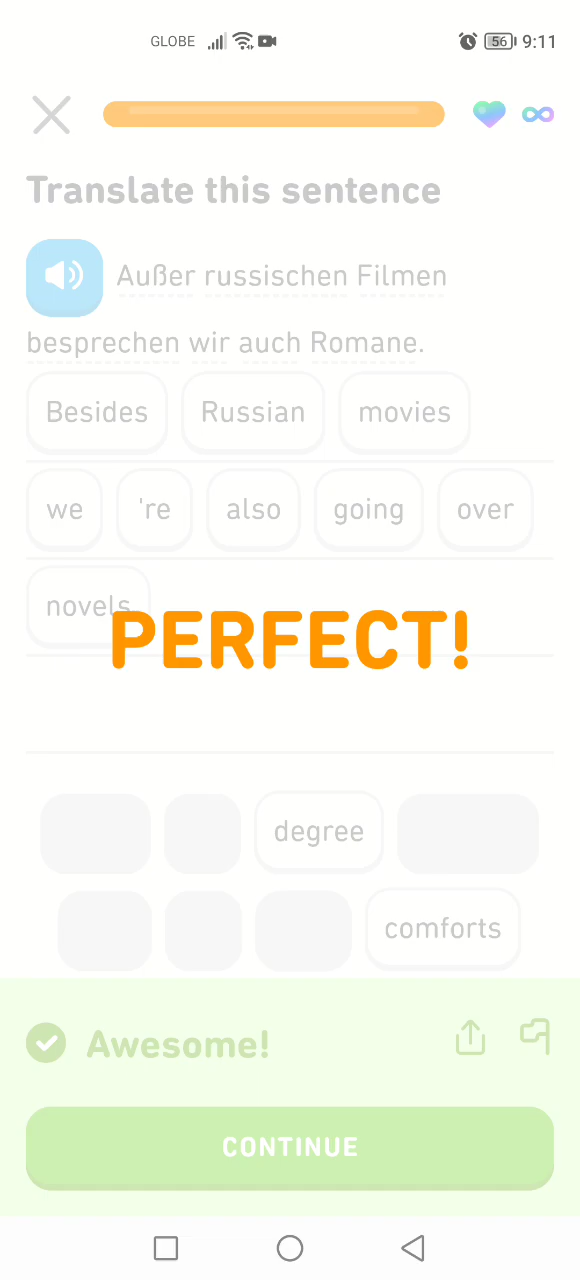 GLOBE 56 9:11
Translate this sentence
Außer russischen Filmen
besprechen wir auch Romane.
Besides Russian movies
we 're also going over
novels
PERFECT!
degree
comforts
Awesome!
CONTINUE